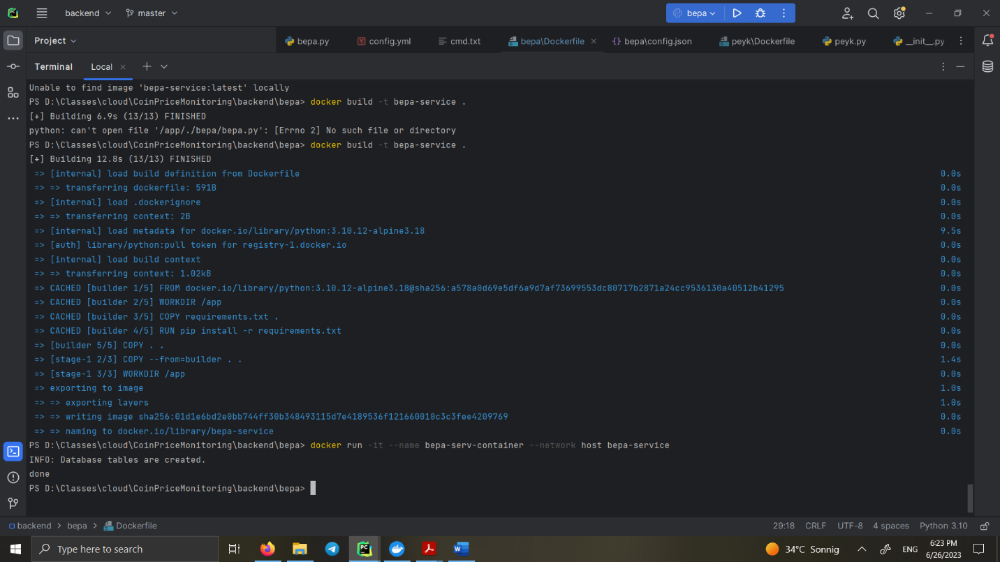 backend
master
bepa
Project
bepa.py
config.yml
cmd.txt
bepa\Dockerfile
bepa\config.json
peyk\Dockerfile
peyk.py
__init__.py
Terminal
Local
Unable to find image 'bepa-service:latest' locally
PS D:\Classes\cloud\CoinPriceMonitoring\backend\bepa> docker build -t bepa-service .
[+] Building 6.9s (13/13) FINISHED
python: can't open file '/app/./bepa/bepa.py': [Errno 2] No such file or directory
PS D:\Classes\cloud\CoinPriceMonitoring\backend\bepa> docker build -t bepa-service .
[+] Building 12.8s (13/13) FINISHED
=> [internal] load build definition from Dockerfile 0.0s
=> => transferring dockerfile: 591B 0.0s
=> [internal] load .dockerignore 0.0s
=> => transferring context: 2B 0.0s
=> [internal] load metadata for docker.io/library/python:3.10.12-alpine3.18 9.5s
=> [auth] library/python:pull token for registry-1.docker.io 0.0s
=> [internal] load build context 0.0s
=> => transferring context: 1.02kB 0.0s
=> CACHED [builder 1/5] FROM docker.io/library/python:3.10.12-alpine3.18@sha256:a578a0d69e5df6a9d7af73699553dc80717b2871a24cc9536130a40512b41295 0.0s
=> CACHED [builder 2/5] WORKDIR /app 0.0s
=> CACHED [builder 3/5] COPY requirements.txt . 0.0s
=> CACHED [builder 4/5] RUN pip install -r requirements.txt 0.0s
=> [builder 5/5] COPY . . 0.0s
=> [stage-1 2/3] COPY --from=builder . . 1.4s
=> [stage-1 3/3] WORKDIR /app 0.0s
=> exporting to image 1.0s
=> => exporting layers 1.0s
=> => writing image sha256:01d1e6bd2e0bb744ff30b348493115d7e4189536f121660010c3c3fee4209769 0.0s
=> => naming to docker.io/library/bepa-service 0.0s
PS D:\Classes\cloud\CoinPriceMonitoring\backend\bepa> docker run -it --name bepa-serv-container --network host bepa-service
INFO: Database tables are created.
done
PS D:\Classes\cloud\CoinPriceMonitoring\backend\bepa>
backend > bepa > Dockerfile
29:18 CRLF UTF-8 4 spaces Python 3.10
Type here to search
34°C Sonnig
ENG
6:23 PM
6/26/2023